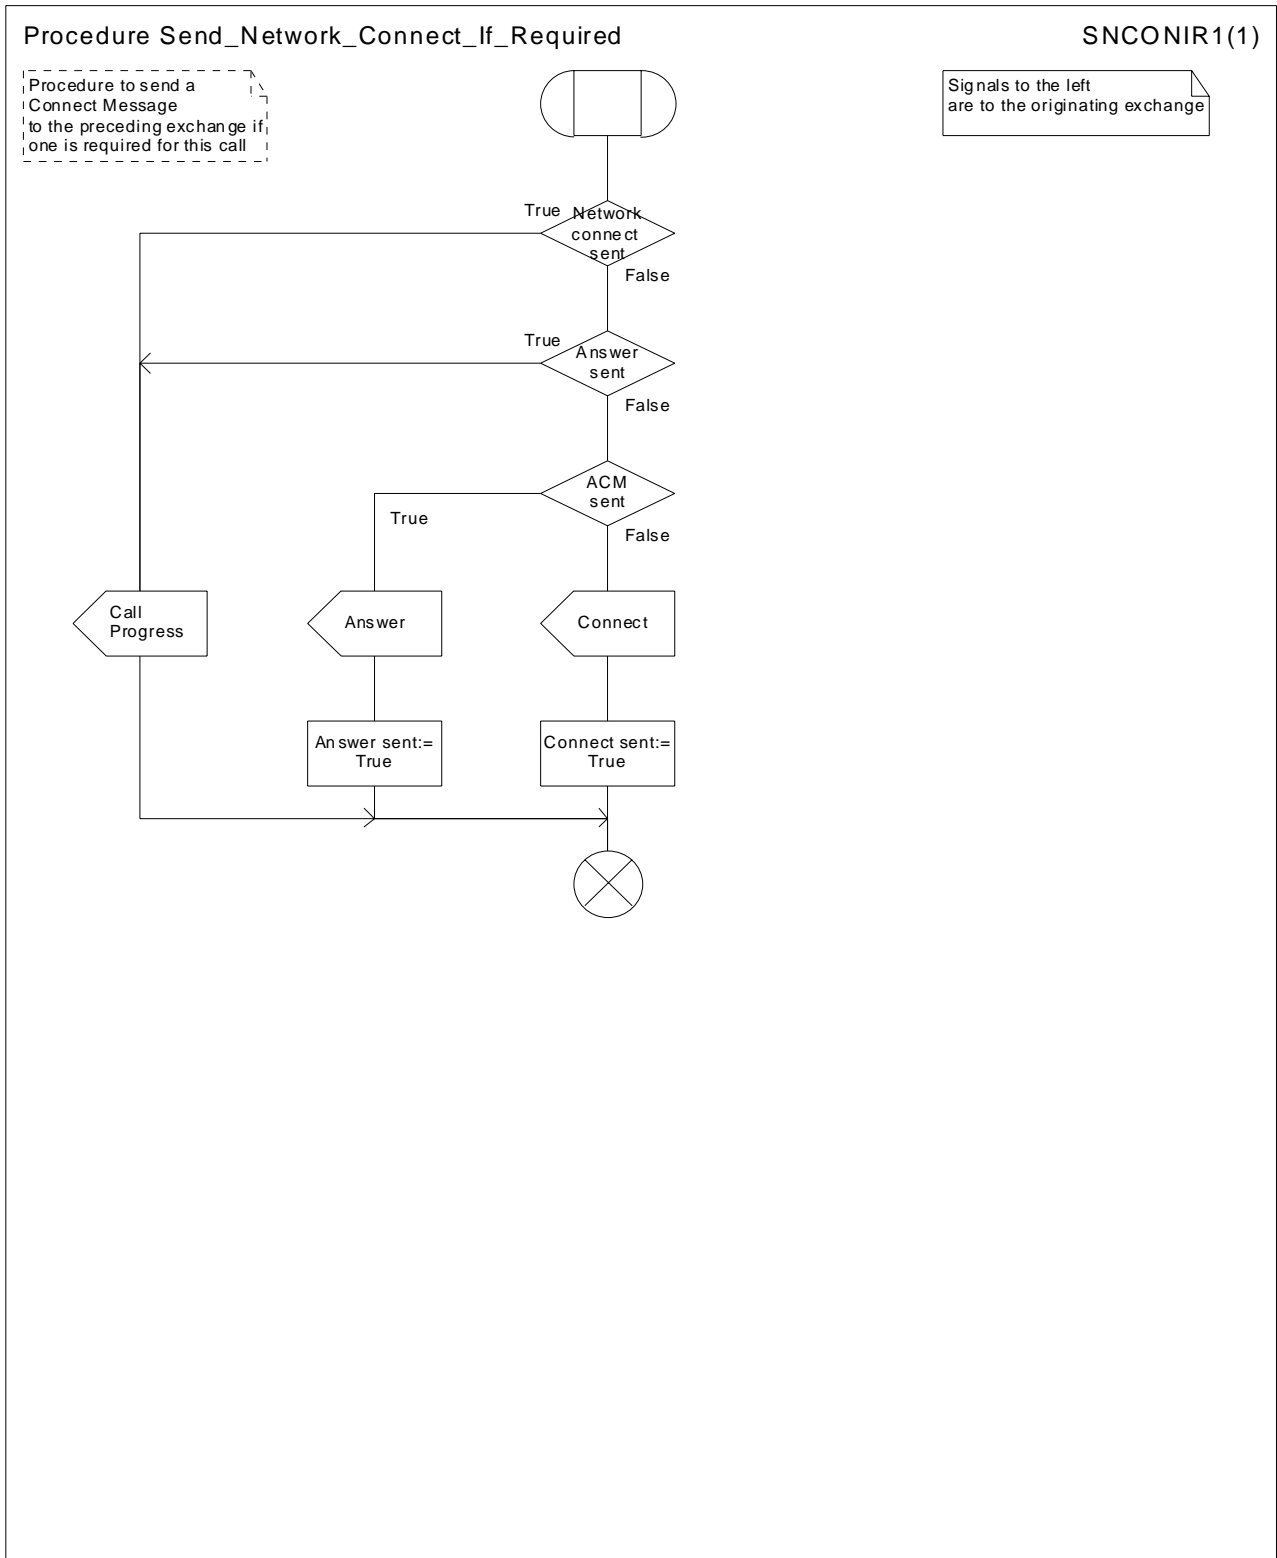 Procedure Send_Network_Connect_If_Required
SNCONIR1(1)
Procedure to send a
Connect Message
to the preceding exchange if
one is required for this call
Signals to the left
are to the originating exchange
True
Network
connect
sent
False
True
Answer
sent
False
ACM
sent
True
False
Call
Progress
Answer
Connect
Answer sent:=
True
Connect sent:=
True